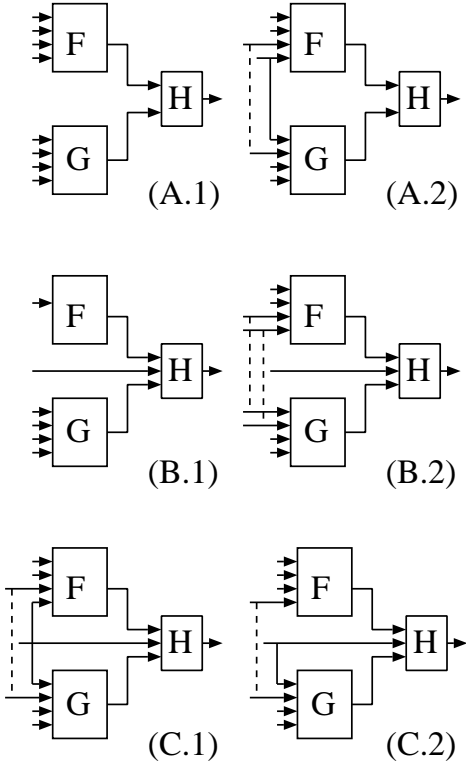 F F
H H
G G
(A.1) (A.2)
F F
H H
G G
(B.1) (B.2)
F F
H H
G G
(C.1) (C.2)